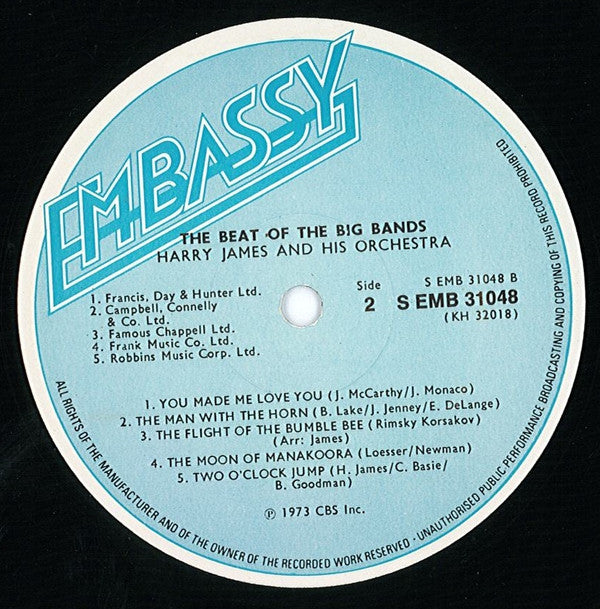 EMBASSY
THE BEAT OF THE BIG BANDS
HARRY JAMES AND HIS ORCHESTRA
1. Francis, Day & Hunter Ltd.
2. Campbell, Connelly
& Co. Ltd.
3. Famous Chappell Ltd.
4. Frank Music Co. Ltd.
5. Robbins Music Corp. Ltd.
Side
2
S EMB 31048 B
S EMB 31048
(KH 32018)
1. YOU MADE ME LOVE YOU (J. McCarthy/J. Monaco)
2. THE MAN WITH THE HORN (B. Lake/J. Jenney/E. DeLange)
3. THE FLIGHT OF THE BUMBLE BEE (Rimsky Korsakov)
(Arr: James)
4. THE MOON OF MANAKOORA (Loesser/Newman)
5. TWO O'CLOCK JUMP (H. James/C. Basie/
B. Goodman)
℗ 1973 CBS Inc.
ALL RIGHTS OF THE MANUFACTURER AND OF THE OWNER OF THE RECORDED WORK RESERVED - UNAUTHORISED PUBLIC PERFORMANCE BROADCASTING AND COPYING OF THIS RECORD PROHIBITED